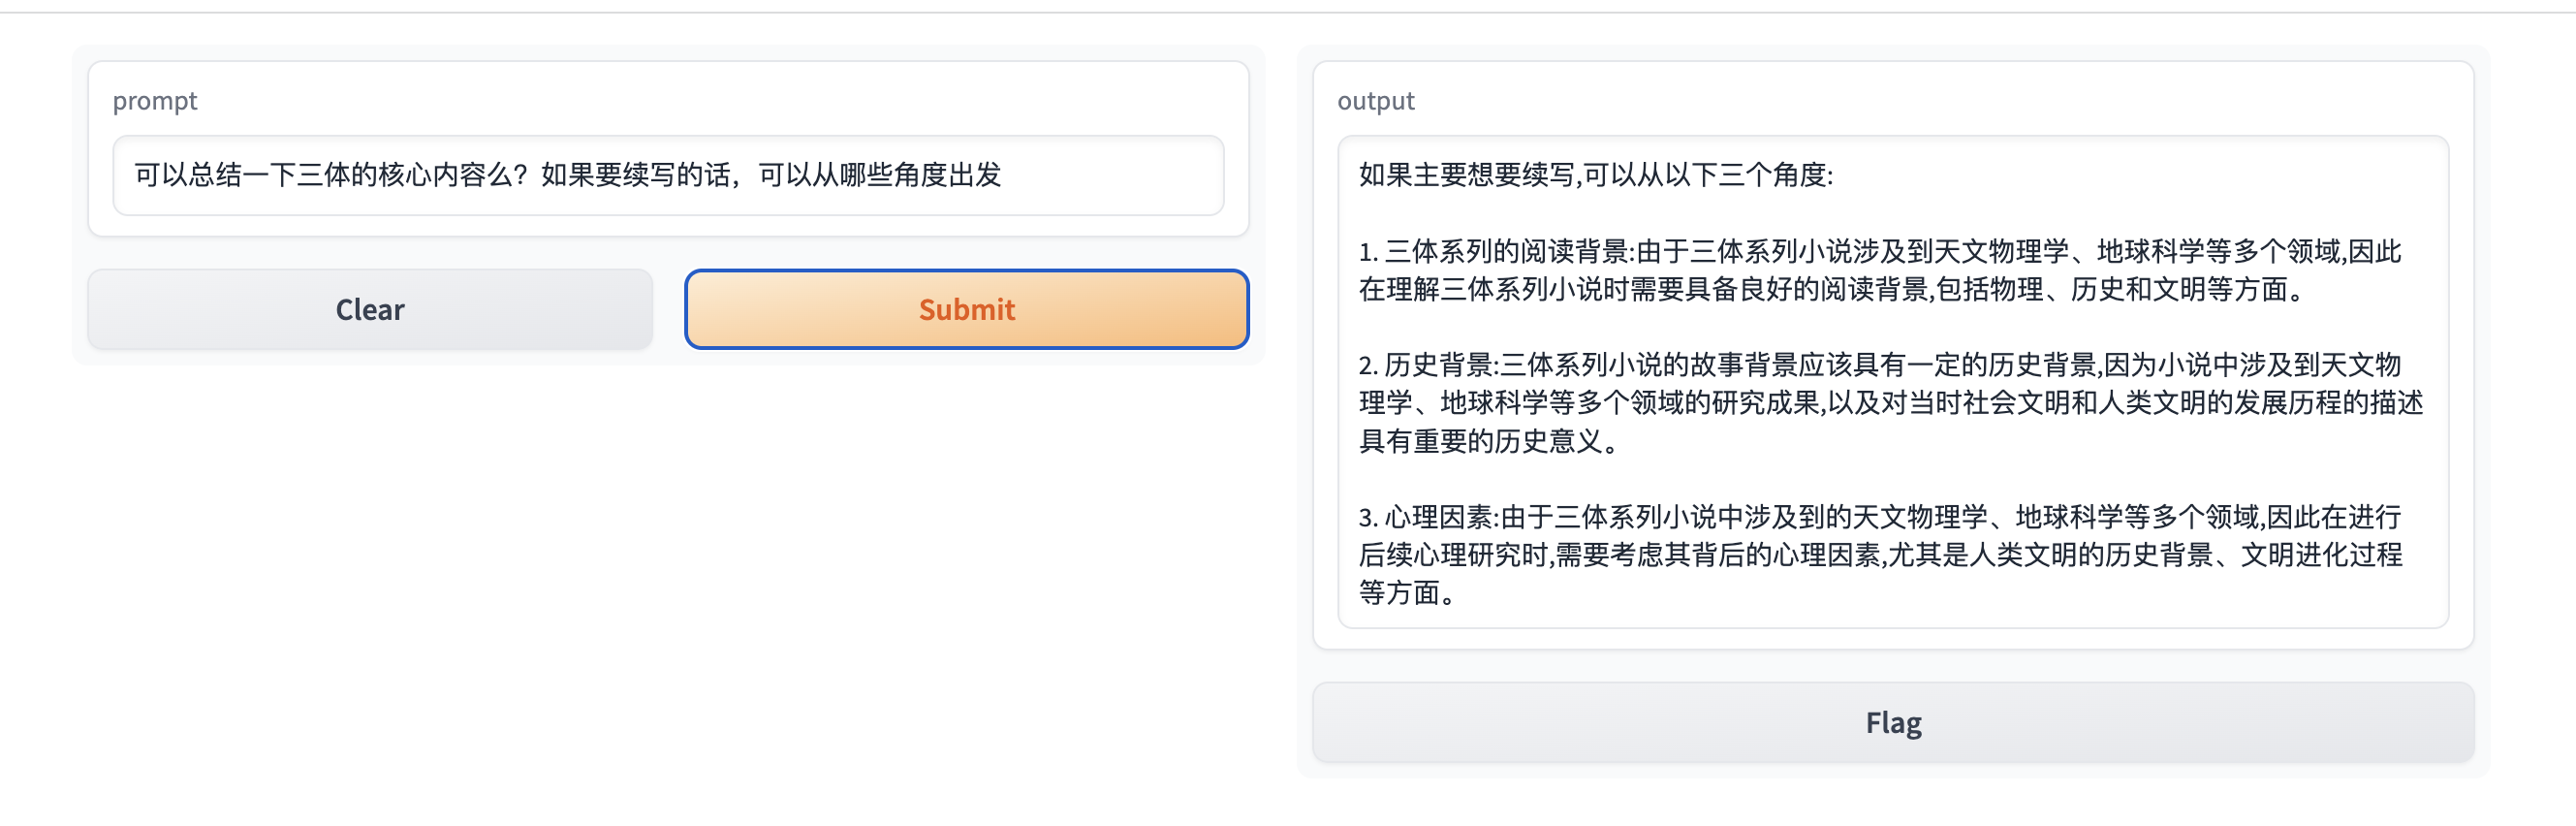 prompt
可以总结一下三体的核心内容么？如果要续写的话，可以从哪些角度出发
Clear
Submit
output
如果主要想要续写,可以从以下三个角度:
1. 三体系列的阅读背景:由于三体系列小说涉及到天文物理学、地球科学等多个领域,因此
在理解三体系列小说时需要具备良好的阅读背景,包括物理、历史和文明等方面。
2. 历史背景:三体系列小说的故事背景应该具有一定的历史背景,因为小说中涉及到天文物
理学、地球科学等多个领域的研究成果,以及对当时社会文明和人类文明的发展历程的描述
具有重要的历史意义。
3. 心理因素:由于三体系列小说中涉及到的天文物理学、地球科学等多个领域,因此在进行
后续心理研究时,需要考虑其背后的心理因素,尤其是人类文明的历史背景、文明进化过程
等方面。
Flag